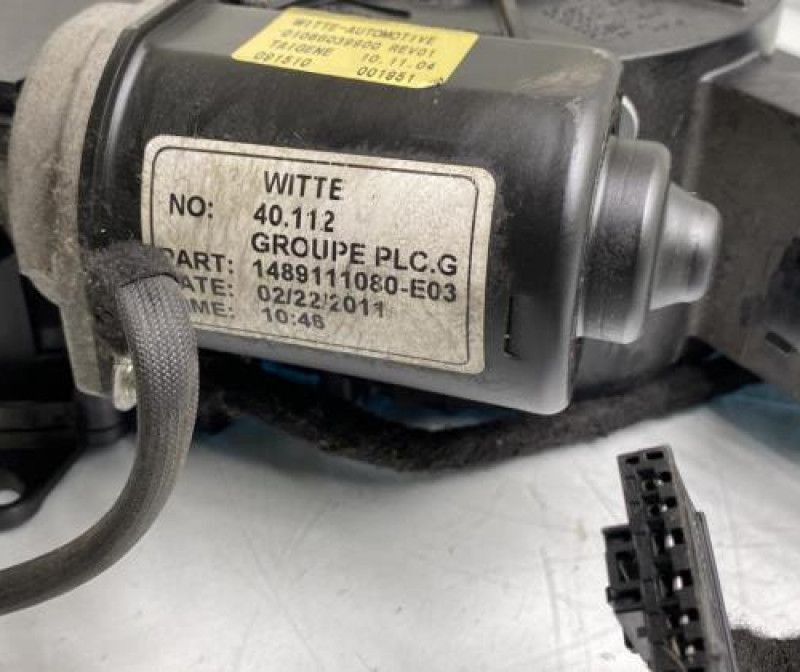 WITTE-AUTOMOTIVE
01086039900 REV01
TAIGENE 10.11.04
091510 001951
WITTE
NO: 40.112
GROUPE PLC.G
PART: 1489111080-E03
DATE: 02/22/2011
TIME: 10:46